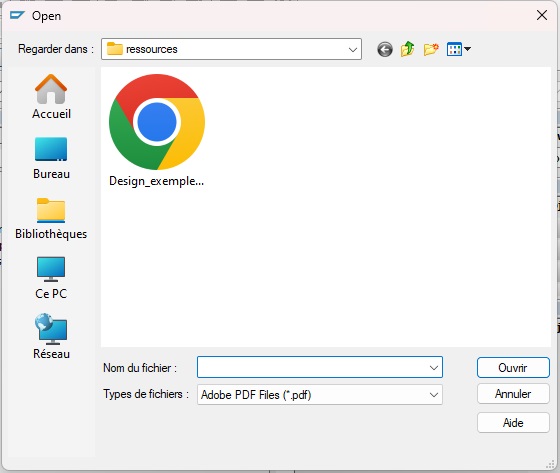 Open
Regarder dans :
ressources
Accueil
Bureau
Bibliothèques
Ce PC
Réseau
Design_exemple...
Nom du fichier :
Ouvrir
Types de fichiers :
Adobe PDF Files (*.pdf)
Annuler
Aide